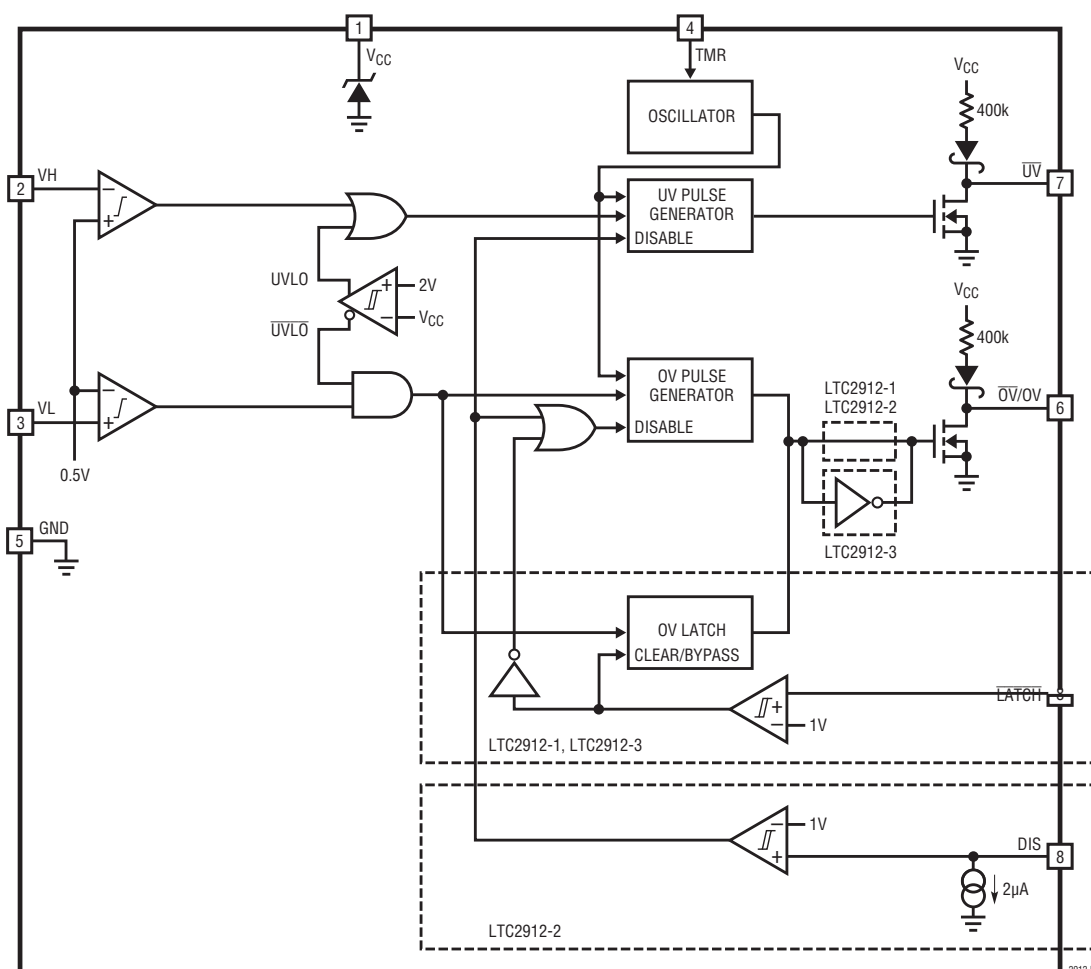 1
4
VCC
TMR
VCC
OSCILLATOR
400k
2
VH
UV
7
UV PULSE
GENERATOR
DISABLE
−
+
UVLO
+
2V
UVLO
−
VCC
VCC
400k
OV PULSE
GENERATOR
DISABLE
LTC2912-1
LTC2912-2
OV/OV
6
3
VL
−
+
0.5V
5
GND
LTC2912-3
OV LATCH
CLEAR/BYPASS
LATCH
+
−
1V
LTC2912-1, LTC2912-3
−
1V
+
DIS
8
2µA
LTC2912-2